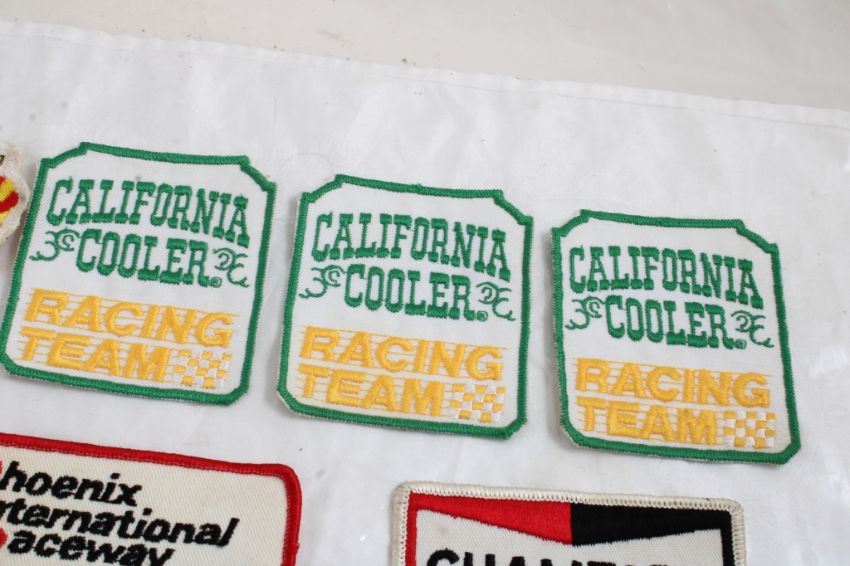 CALIFORNIA
COOLER®
RACING
TEAM
CALIFORNIA
COOLER®
RACING
TEAM
CALIFORNIA
COOLER®
RACING
TEAM
hoenix
nternational
aceway